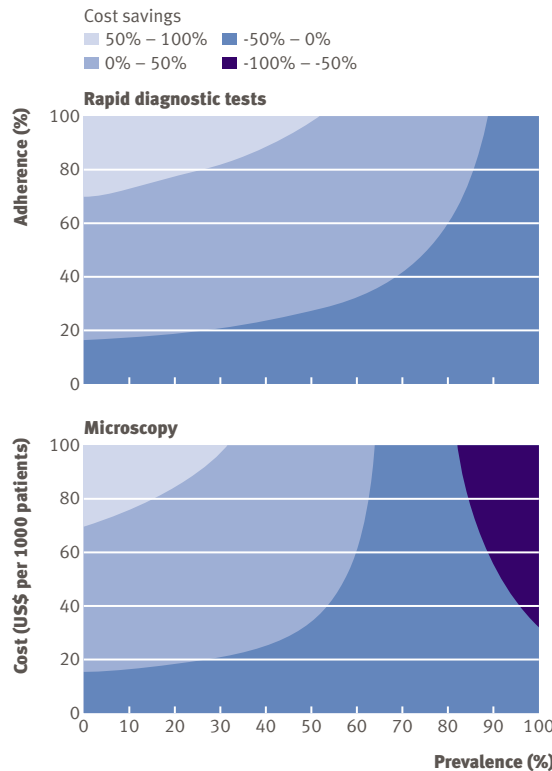 Cost savings
50% – 100%
-50% – 0%
0% – 50%
-100% – -50%
Rapid diagnostic tests
Adherence (%)
100
80
60
40
20
0
Microscopy
Cost (US$ per 1000 patients)
100
80
60
40
20
0
0 10 20 30 40 50 60 70 80 90 100
Prevalence (%)